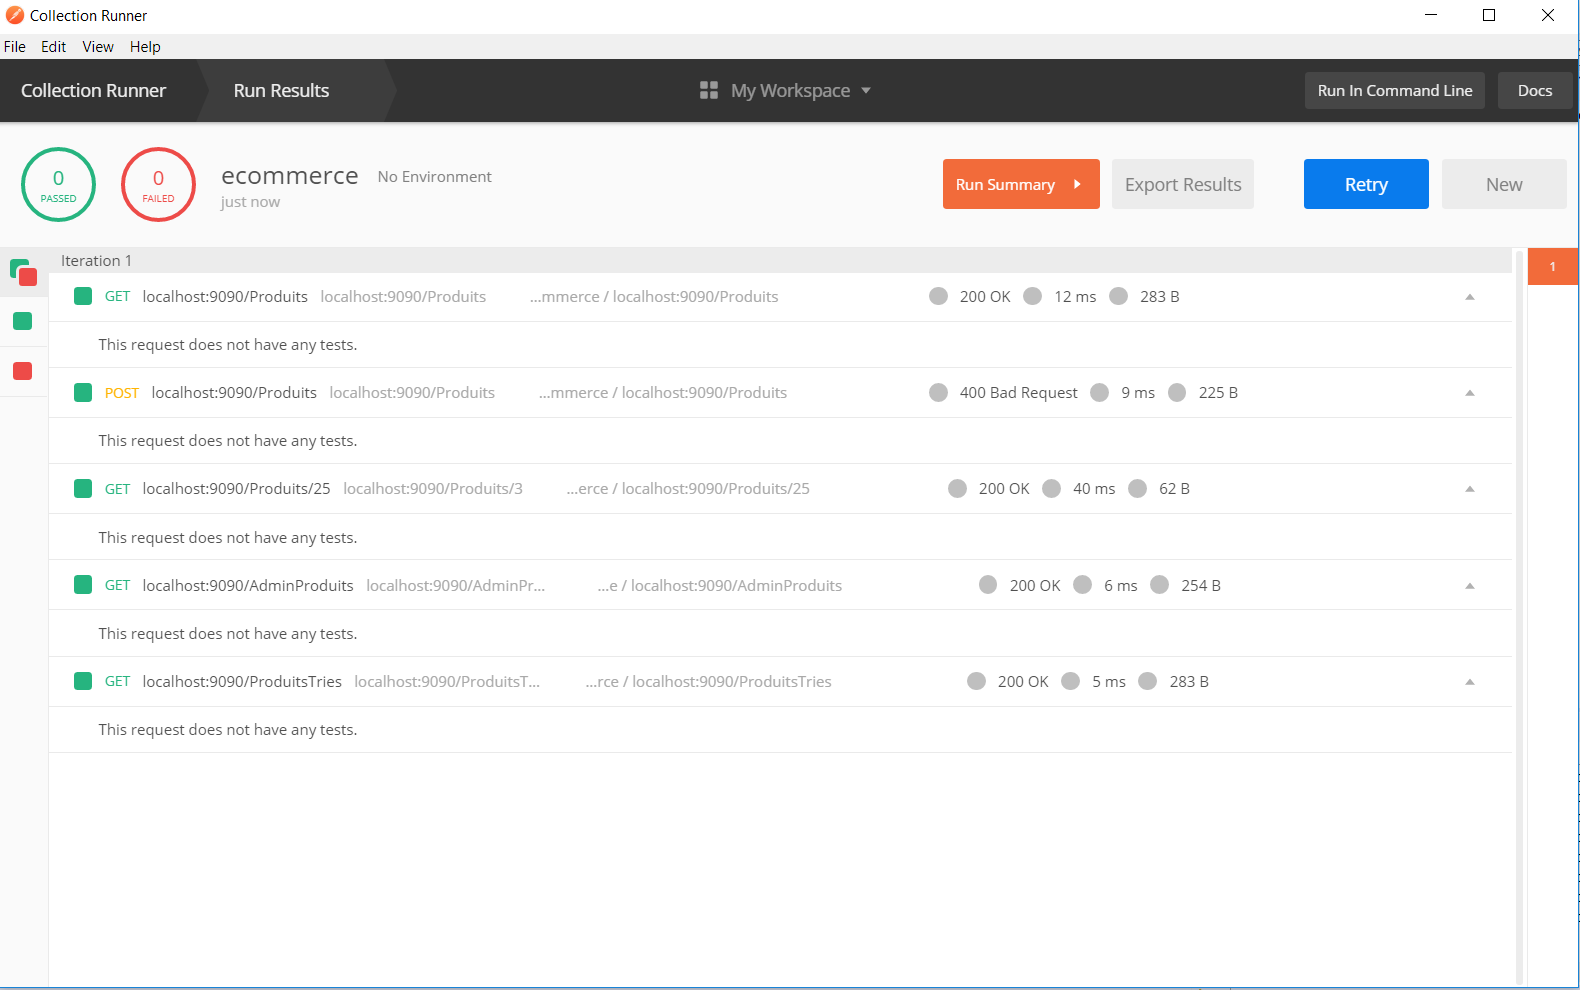 Collection Runner
File Edit View Help
Collection Runner Run Results My Workspace Run In Command Line Docs
0 PASSED
0 FAILED
ecommerce No Environment
just now
Run Summary Export Results Retry New
Iteration 1
1
GET localhost:9090/Produits localhost:9090/Produits ...mmerce / localhost:9090/Produits 200 OK 12 ms 283 B
This request does not have any tests.
POST localhost:9090/Produits localhost:9090/Produits ...mmerce / localhost:9090/Produits 400 Bad Request 9 ms 225 B
This request does not have any tests.
GET localhost:9090/Produits/25 localhost:9090/Produits/3 ...erce / localhost:9090/Produits/25 200 OK 40 ms 62 B
This request does not have any tests.
GET localhost:9090/AdminProduits localhost:9090/AdminPr... ...e / localhost:9090/AdminProduits 200 OK 6 ms 254 B
This request does not have any tests.
GET localhost:9090/ProduitsTries localhost:9090/ProduitsT... ...rce / localhost:9090/ProduitsTries 200 OK 5 ms 283 B
This request does not have any tests.